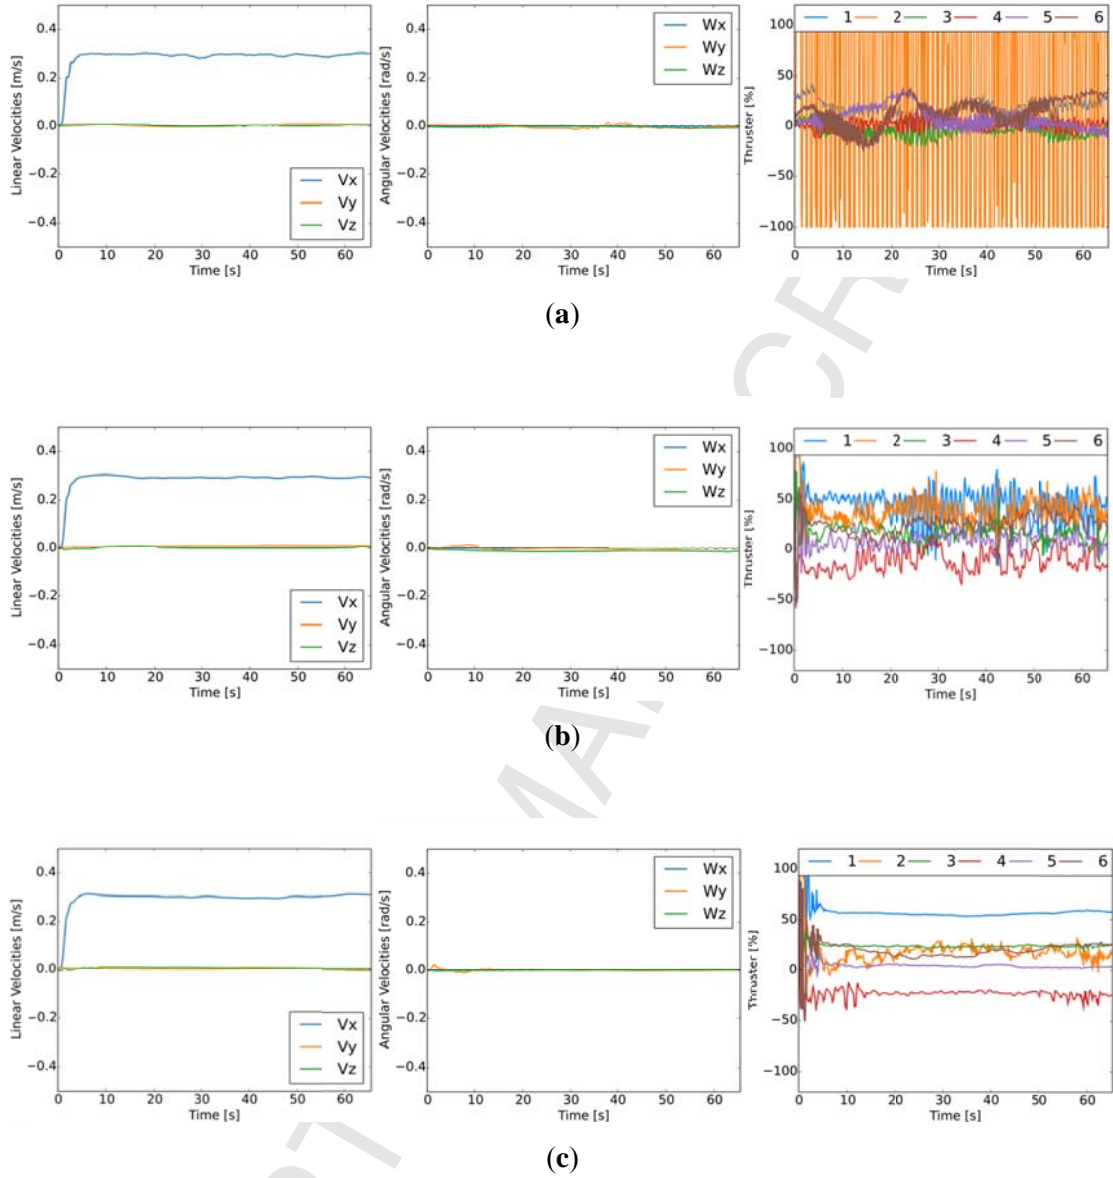 0.4
0.2
0.0
−0.2
−0.4
Linear Velocities [m/s]
Vx
Vy
Vz
0 10 20 30 40 50 60
Time [s]
0.4
0.2
0.0
−0.2
−0.4
Angular Velocities [rad/s]
Wx
Wy
Wz
0 10 20 30 40 50 60
Time [s]
100
50
0
−50
−100
Thruster [%]
1 2 3 4 5 6
0 10 20 30 40 50 60
Time [s]
(a)
0.4
0.2
0.0
−0.2
−0.4
Linear Velocities [m/s]
Vx
Vy
Vz
0 10 20 30 40 50 60
Time [s]
0.4
0.2
0.0
−0.2
−0.4
Angular Velocities [rad/s]
Wx
Wy
Wz
0 10 20 30 40 50 60
Time [s]
100
50
0
−50
−100
Thruster [%]
1 2 3 4 5 6
0 10 20 30 40 50 60
Time [s]
(b)
0.4
0.2
0.0
−0.2
−0.4
Linear Velocities [m/s]
Vx
Vy
Vz
0 10 20 30 40 50 60
Time [s]
0.4
0.2
0.0
−0.2
−0.4
Angular Velocities [rad/s]
Wx
Wy
Wz
0 10 20 30 40 50 60
Time [s]
100
50
0
−50
−100
Thruster [%]
1 2 3 4 5 6
0 10 20 30 40 50 60
Time [s]
(c)